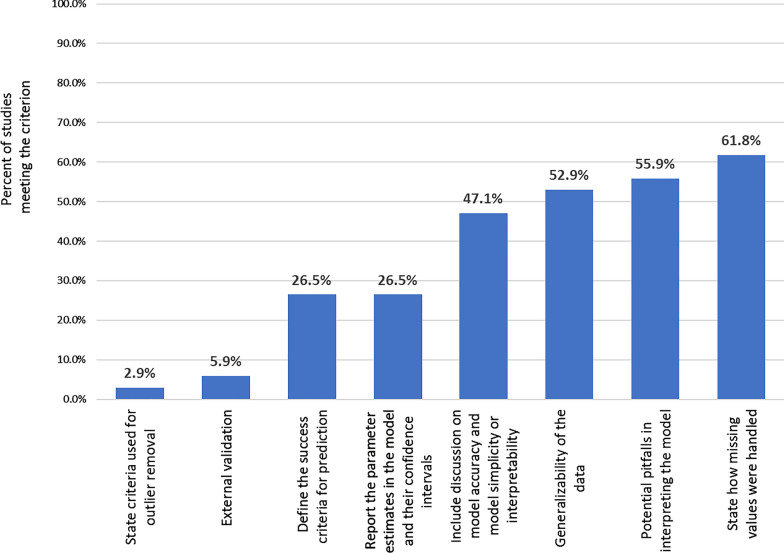 100.0%
90.0%
80.0%
70.0%
60.0%
50.0%
40.0%
30.0%
20.0%
10.0%
0.0%
Percent of studies
meeting the criterion
2.9%
5.9%
26.5%
26.5%
47.1%
52.9%
55.9%
61.8%
State criteria used for
outlier removal
External validation
Define the success
criteria for prediction
Report the parameter
estimates in the model
and their confidence
intervals
Include discussion on
model accuracy and
model simplicity or
interpretability
Generalizability of the
data
Potential pitfalls in
interpreting the model
State how missing
values were handled